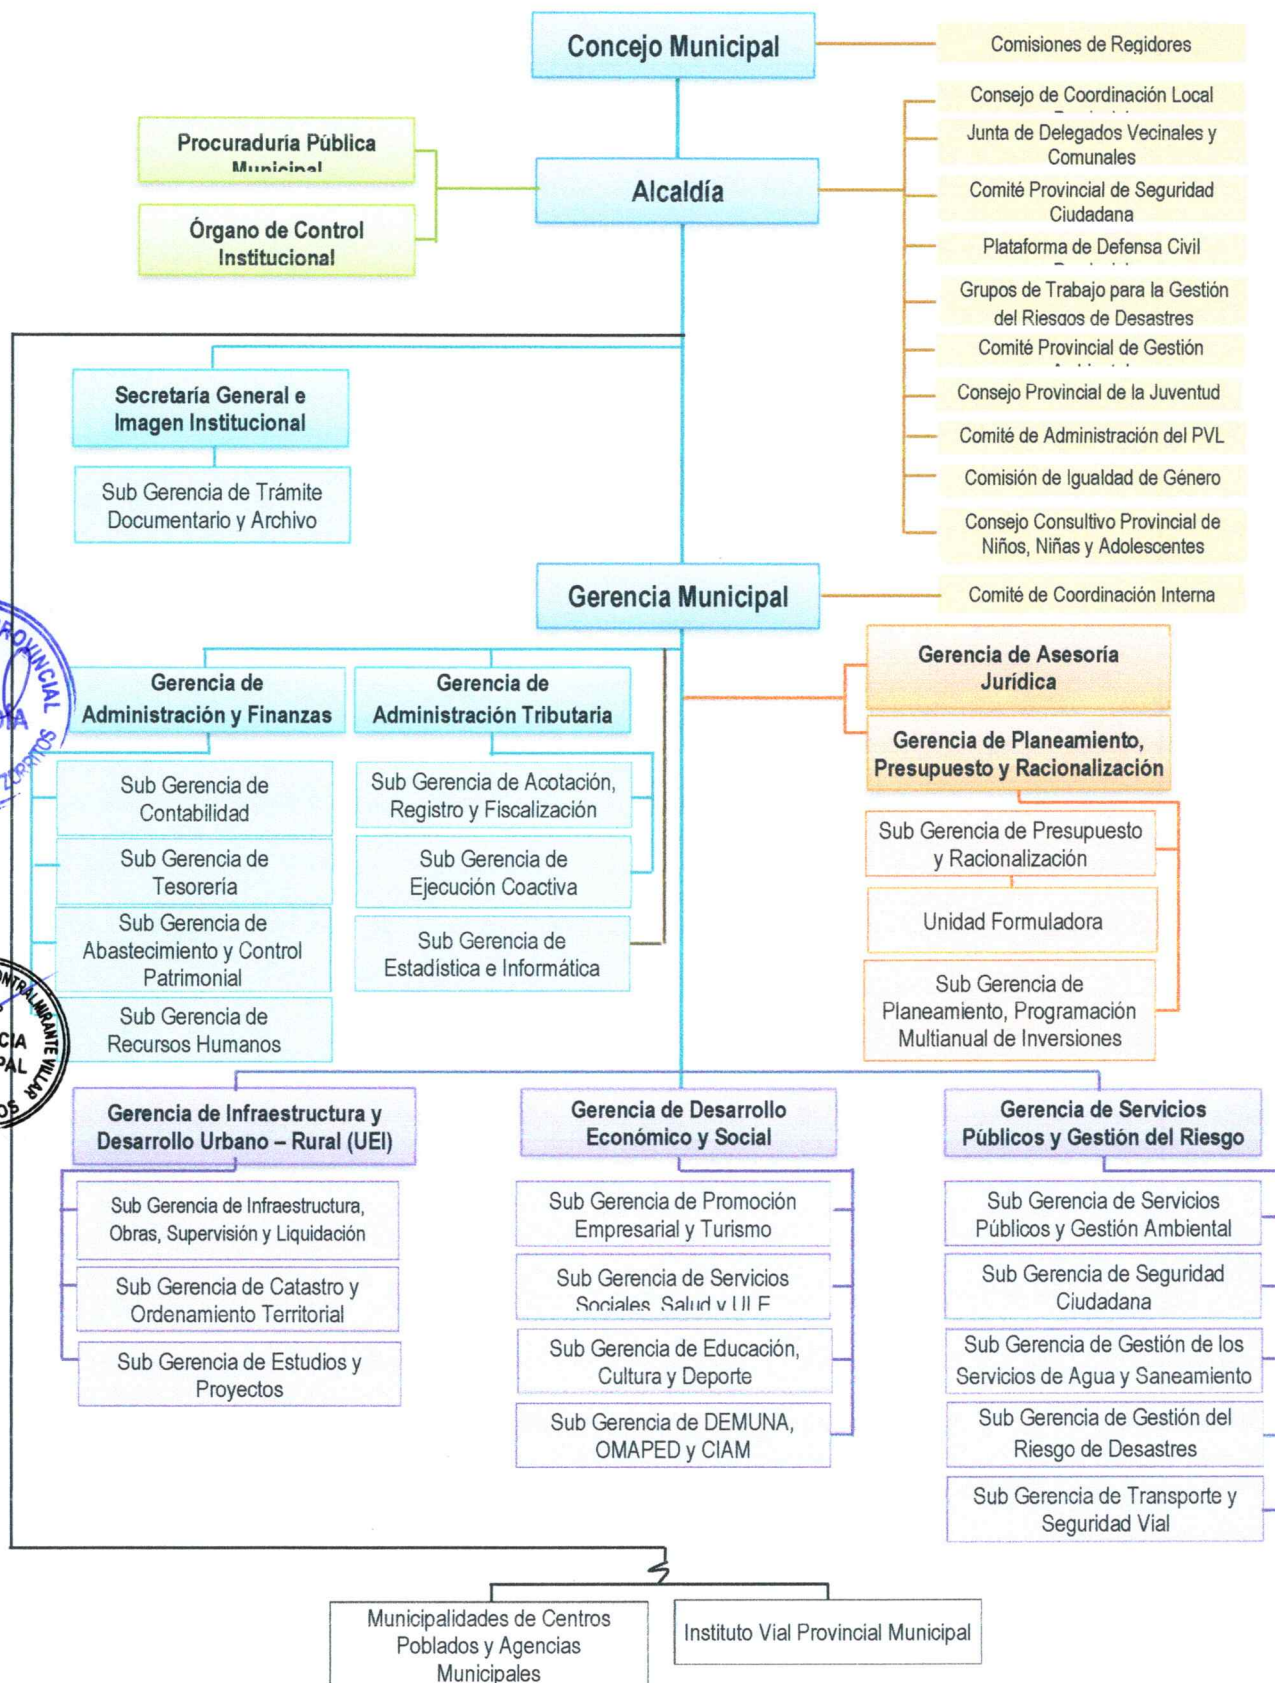 Concejo Municipal
Comisiones de Regidores
Consejo de Coordinación Local
Junta de Delegados Vecinales y
Comunales
Procuraduría Pública
Municipal
Alcaldía
Comité Provincial de Seguridad
Ciudadana
Órgano de Control
Institucional
Plataforma de Defensa Civil
Grupos de Trabajo para la Gestión
del Riesgos de Desastres
Comité Provincial de Gestión
Consejo Provincial de la Juventud
Comité de Administración del PVL
Comisión de Igualdad de Género
Consejo Consultivo Provincial de
Niños, Niñas y Adolescentes
Secretaría General e
Imagen Institucional
Sub Gerencia de Trámite
Documentario y Archivo
Gerencia Municipal
Comité de Coordinación Interna
Gerencia de Asesoría
Jurídica
Gerencia de Planeamiento,
Presupuesto y Racionalización
Sub Gerencia de Presupuesto
y Racionalización
Unidad Formuladora
Sub Gerencia de
Planeamiento, Programación
Multianual de Inversiones
Gerencia de
Administración y Finanzas
Sub Gerencia de
Contabilidad
Sub Gerencia de
Tesorería
Sub Gerencia de
Abastecimiento y Control
Patrimonial
Sub Gerencia de
Recursos Humanos
Gerencia de
Administración Tributaria
Sub Gerencia de Acotación,
Registro y Fiscalización
Sub Gerencia de
Ejecución Coactiva
Sub Gerencia de
Estadística e Informática
PROVINCIAL
ZORRITOS
CONTRALMIRANTE VILLAR
CIA
PAL
Gerencia de Infraestructura y
Desarrollo Urbano – Rural (UEI)
Sub Gerencia de Infraestructura,
Obras, Supervisión y Liquidación
Sub Gerencia de Catastro y
Ordenamiento Territorial
Sub Gerencia de Estudios y
Proyectos
Gerencia de Desarrollo
Económico y Social
Sub Gerencia de Promoción
Empresarial y Turismo
Sub Gerencia de Servicios
Sociales, Salud y ULE
Sub Gerencia de Educación,
Cultura y Deporte
Sub Gerencia de DEMUNA,
OMAPED y CIAM
Gerencia de Servicios
Públicos y Gestión del Riesgo
Sub Gerencia de Servicios
Públicos y Gestión Ambiental
Sub Gerencia de Seguridad
Ciudadana
Sub Gerencia de Gestión de los
Servicios de Agua y Saneamiento
Sub Gerencia de Gestión del
Riesgo de Desastres
Sub Gerencia de Transporte y
Seguridad Vial
Municipalidades de Centros
Poblados y Agencias
Municipales
Instituto Vial Provincial Municipal